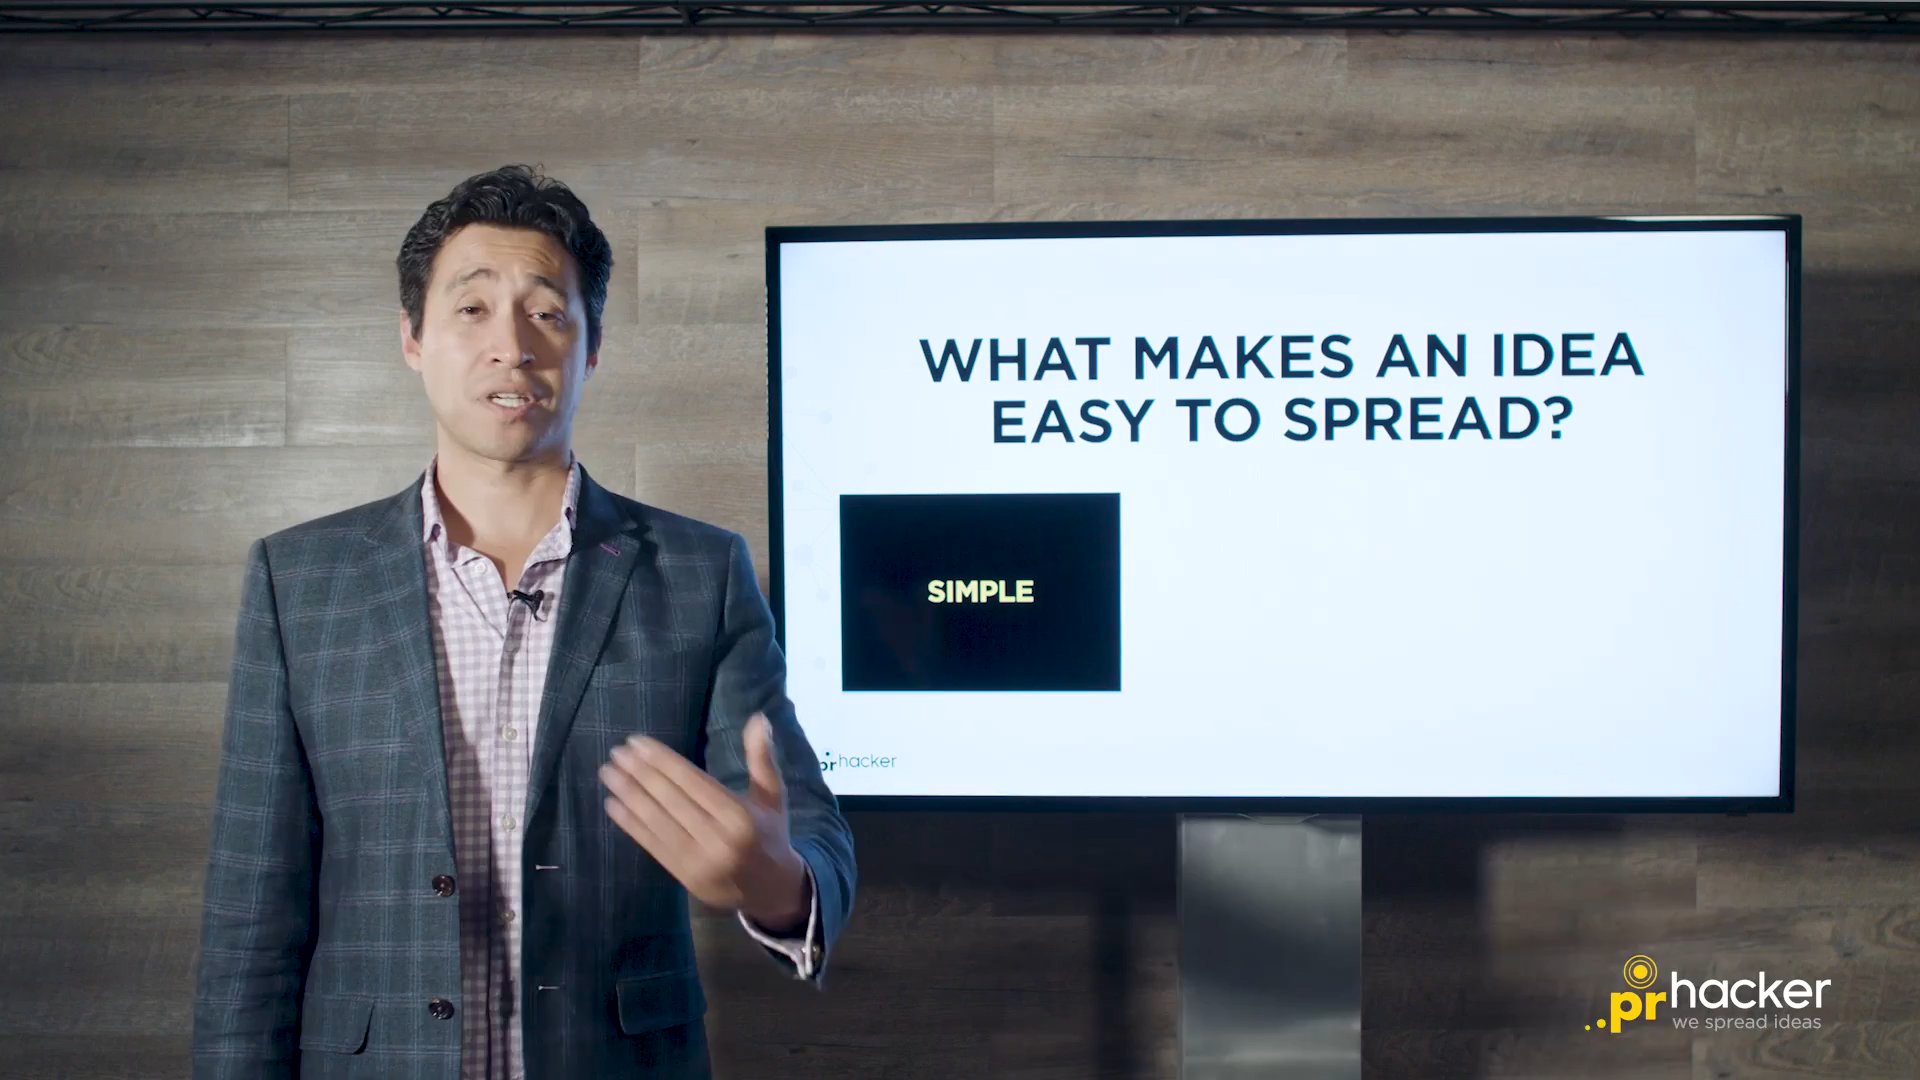 WHAT MAKES AN IDEA
EASY TO SPREAD?
SIMPLE
prhacker
prhacker
we spread ideas